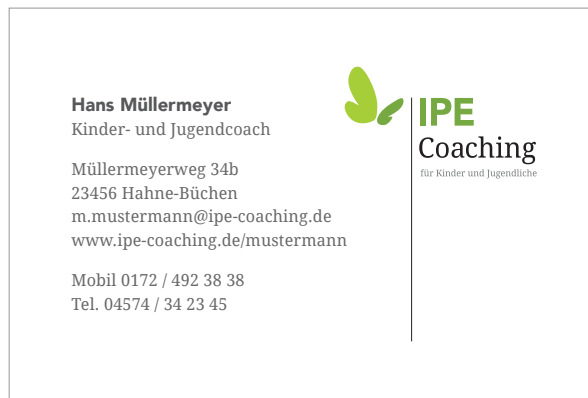 Hans Müllermeyer
Kinder- und Jugendcoach
Müllermeyerweg 34b
23456 Hahne-Büchen
m.mustermann@ipe-coaching.de
www.ipe-coaching.de/mustermann
Mobil 0172 / 492 38 38
Tel. 04574 / 34 23 45
IPE
Coaching
für Kinder und Jugendliche